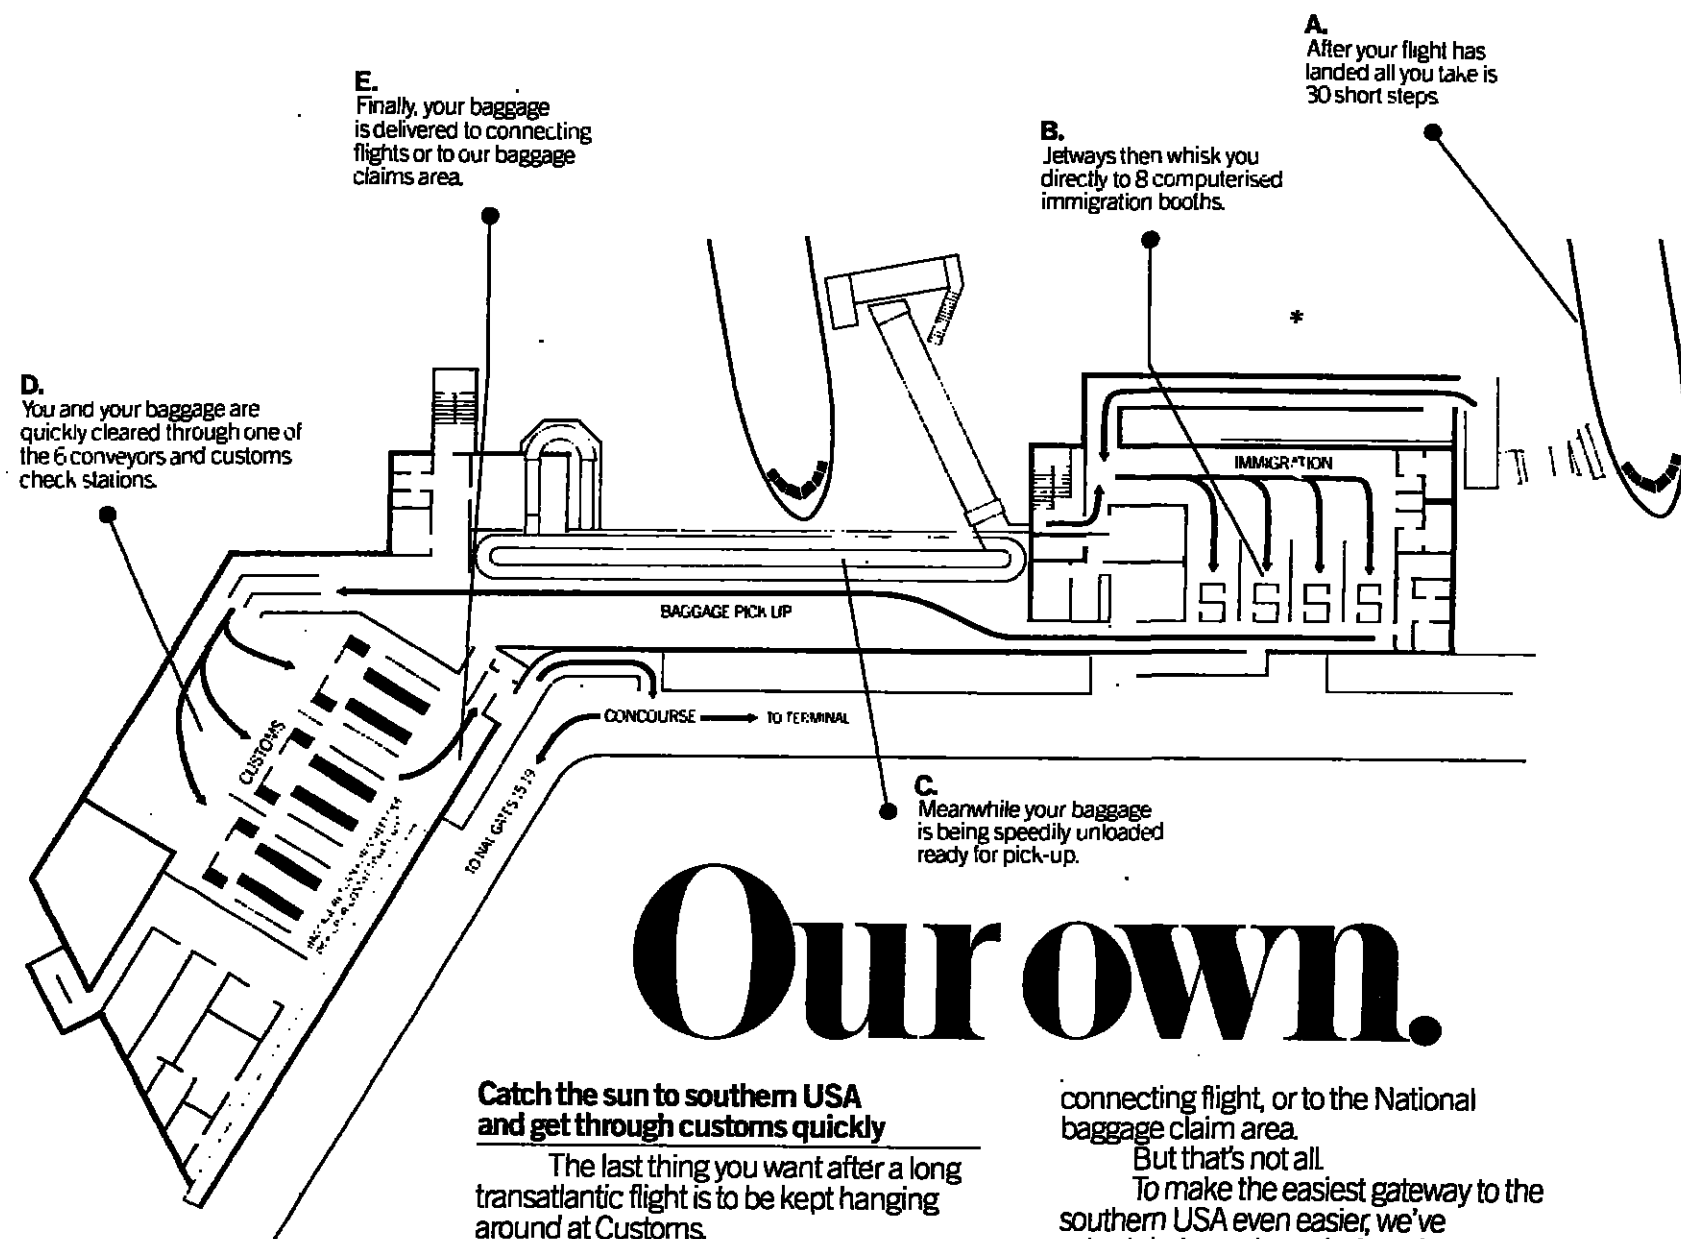 A.
After your flight has
landed all you take is
30 short steps.
B.
Jetways then whisk you
directly to 8 computerised
immigration booths.
E.
Finally, your baggage
is delivered to connecting
flights or to our baggage
claims area.
D.
You and your baggage are
quickly cleared through one of
the 6 conveyors and customs
check stations.
*
IMMIGRATION
BAGGAGE PICK UP
CUSTOMS
CONCOURSE
TO TERMINAL
TO NAL GATES 15 19
C.
Meanwhile your baggage
is being speedily unloaded
ready for pick-up.
Our own.
Catch the sun to southern USA
and get through customs quickly
The last thing you want after a long
transatlantic flight is to be kept hanging
around at Customs.
connecting flight, or to the National
baggage claim area.
But that's not all.
To make the easiest gateway to the
southern USA even easier, we've